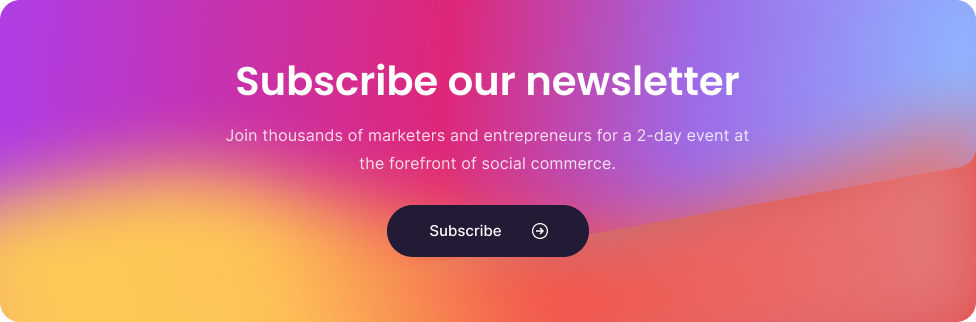 Subscribe our newsletter
Join thousands of marketers and entrepreneurs for a 2-day event at
the forefront of social commerce.
Subscribe